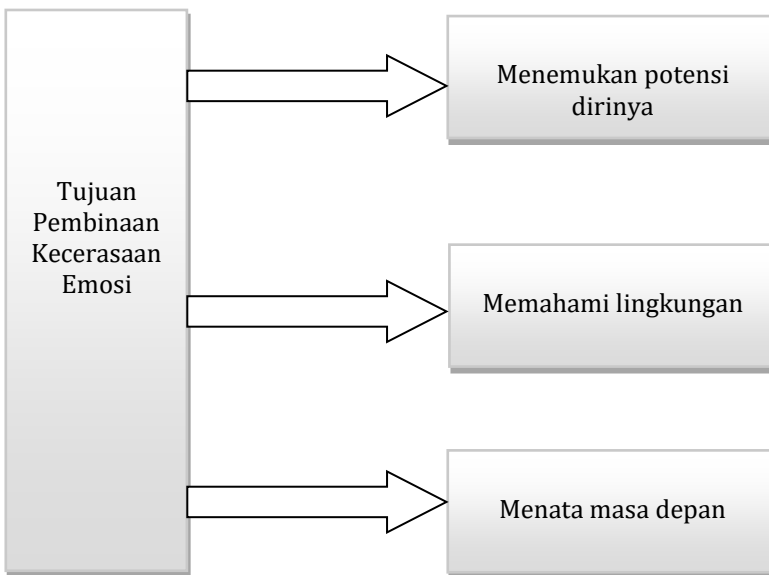 Tujuan
Pembinaan
Kecerasaan
Emosi
Menemukan potensi
dirinya
Memahami lingkungan
Menata masa depan